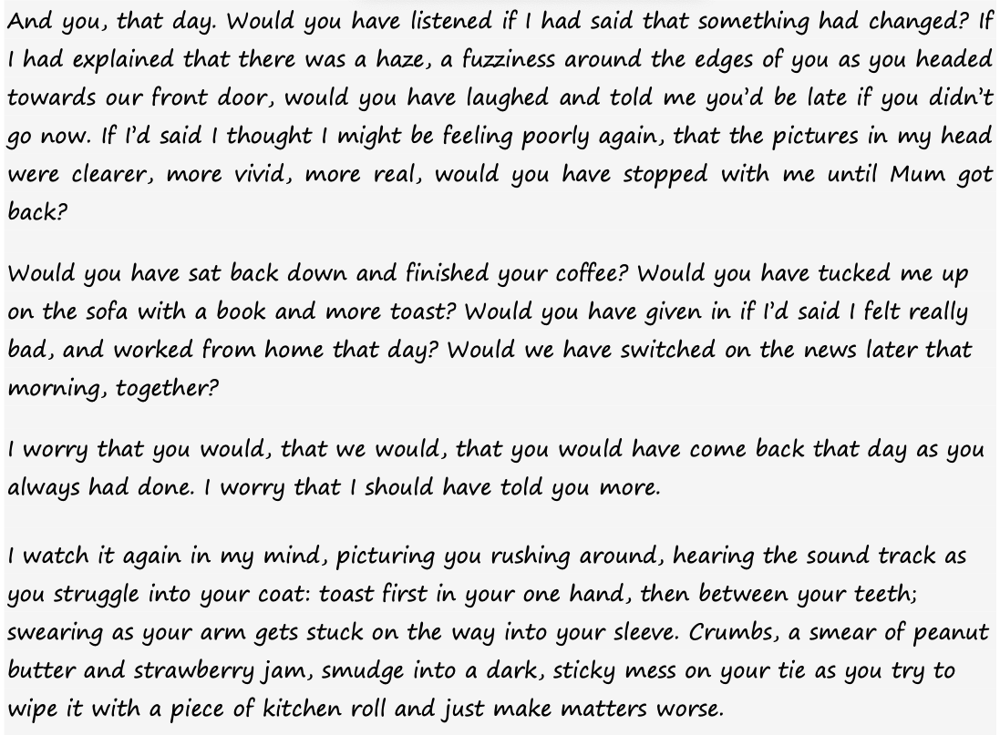 And you, that day. Would you have listened if I had said that something had changed? If
I had explained that there was a haze, a fuzziness around the edges of you as you headed
towards our front door, would you have laughed and told me you’d be late if you didn’t
go now. If I’d said I thought I might be feeling poorly again, that the pictures in my head
were clearer, more vivid, more real, would you have stopped with me until Mum got
back?
Would you have sat back down and finished your coffee? Would you have tucked me up
on the sofa with a book and more toast? Would you have given in if I’d said I felt really
bad, and worked from home that day? Would we have switched on the news later that
morning, together?
I worry that you would, that we would, that you would have come back that day as you
always had done. I worry that I should have told you more.
I watch it again in my mind, picturing you rushing around, hearing the sound track as
you struggle into your coat: toast first in your one hand, then between your teeth;
swearing as your arm gets stuck on the way into your sleeve. Crumbs, a smear of peanut
butter and strawberry jam, smudge into a dark, sticky mess on your tie as you try to
wipe it with a piece of kitchen roll and just make matters worse.